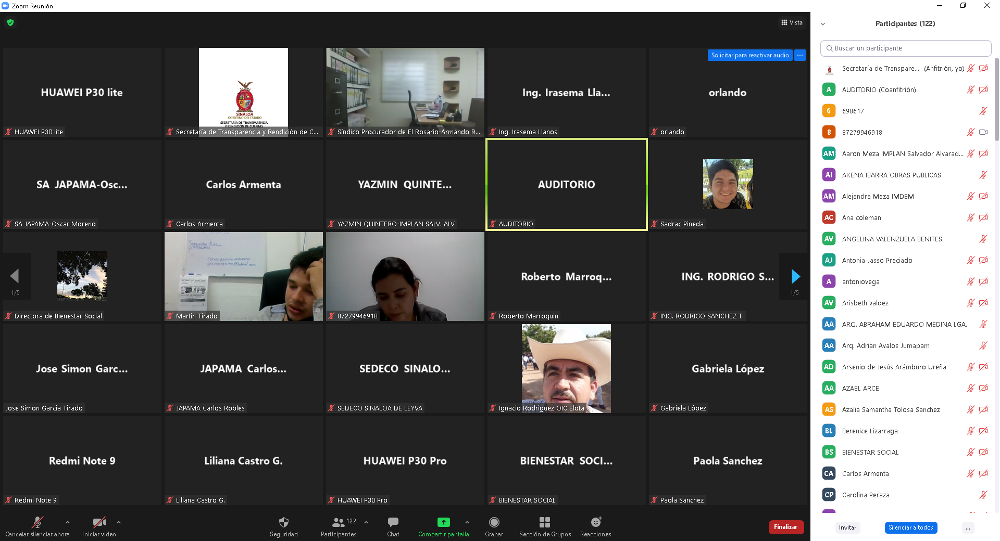 Zoom Reunión
Vista
HUAWEI P30 lite
HUAWEI P30 lite
SINALOA
GOBIERNO DEL ESTADO
SECRETARÍA DE TRANSPARENCIA
Y RENDICIÓN DE CUENTAS
Secretaría de Transparencia y Rendición de C...
Síndico Procurador de El Rosario-Armando R...
Ing. Irasema Lla...
Ing. Irasema Llanos
Solicitar para reactivar audio
...
orlando
orlando
SA JAPAMA-Osc...
SA JAPAMA-Oscar Moreno
Carlos Armenta
Carlos Armenta
YAZMIN QUINTE...
YAZMIN QUINTERO-IMPLAN SALV. ALV
AUDITORIO
AUDITORIO
Sadrac Pineda
1/5
Directora de Bienestar Social
Martin Tirado
87279946918
Roberto Marroq...
Roberto Marroquin
ING. RODRIGO S...
ING. RODRIGO SANCHEZ T.
1/5
Jose Simon Garc...
Jose Simon Garcia Tirado
JAPAMA Carlos...
JAPAMA Carlos Robles
SEDECO SINALO...
SEDECO SINALOA DE LEYVA
Ignacio Rodriguez OIC Elota
Gabriela López
Gabriela López
Redmi Note 9
Redmi Note 9
Liliana Castro G.
Liliana Castro G.
HUAWEI P30 Pro
HUAWEI P30 Pro
BIENESTAR SOCI...
BIENESTAR SOCIAL
Paola Sanchez
Paola Sanchez
Cancelar silenciar ahora
Iniciar video
Seguridad
122
Participantes
Chat
Compartir pantalla
Grabar
Sección de Grupos
Reacciones
Finalizar
Participantes (122)
Buscar un participante
Secretaría de Transpare... (Anfitrión, yo)
A AUDITORIO (Coanfitrión)
6 698617
8 87279946918
AM Aaron Meza IMPLAN Salvador Alvarad...
AI AKENA IBARRA OBRAS PUBLICAS
AM Alejandra Meza IMDEM
AC Ana coleman
AV ANGELINA VALENZUELA BENITES
AJ Antonia Jasso Preciado
A antoniovega
AV Arisbeth valdez
AA ARQ. ABRAHAM EDUARDO MEDINA LGA.
AA Arq. Adrian Avalos Jumapam
AD Arsenio de Jesús Arámburo Ureña
AA AZAEL ARCE
AS Azalia Samantha Tolosa Sanchez
BL Berenice Lizarraga
BS BIENESTAR SOCIAL
CA Carlos Armenta
CP Carolina Peraza
Invitar
Silenciar a todos
...